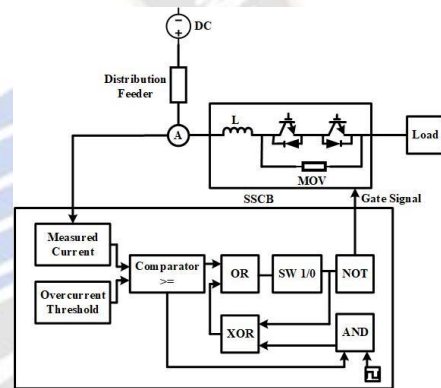 DC
Distribution
Feeder
A
L
MOV
Load
SSCB
Gate Signal
Measured
Current
Overcurrent
Threshold
Comparator
>=
OR
SW 1/0
NOT
XOR
AND